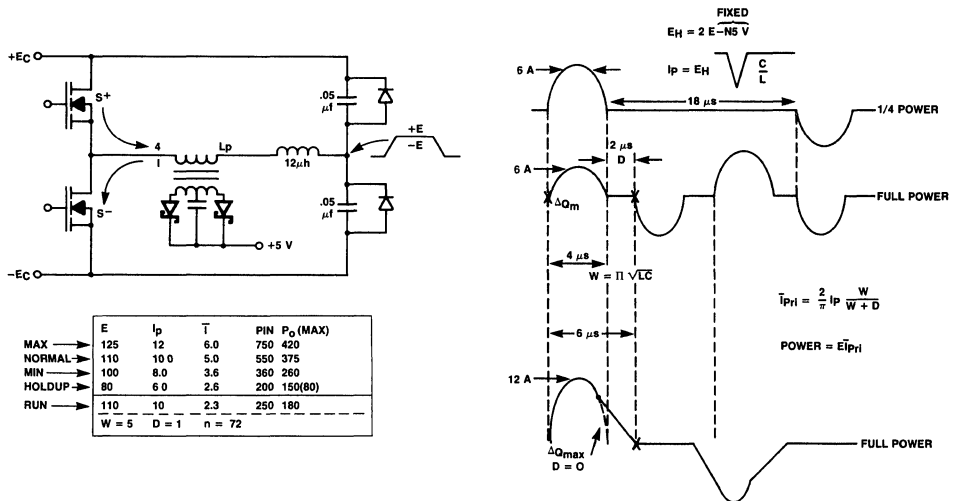 +EC
S+
4
1
Lp
12μh
.05
μf
+E
−E
S−
.05
μf
+5 V
−EC
E Ip I̅ PIN PO (MAX)
MAX 125 12 6.0 750 420
NORMAL 110 10 0 5.0 550 375
MIN 100 8.0 3.6 360 260
HOLDUP 80 6 0 2.6 200 150(80)
RUN 110 10 2.3 250 180
W = 5 D = 1 n = 72
FIXED
EH = 2 E−N5 V
IP = EH √ C/L
6 A
18 μs
1/4 POWER
2 μs
D
6 A
ΔQm
FULL POWER
4 μs
W = Π √LC
I̅Pri = 2/π IP W/W + D
6 μs
POWER = EI̅Pri
12 A
ΔQmax
D = O
FULL POWER